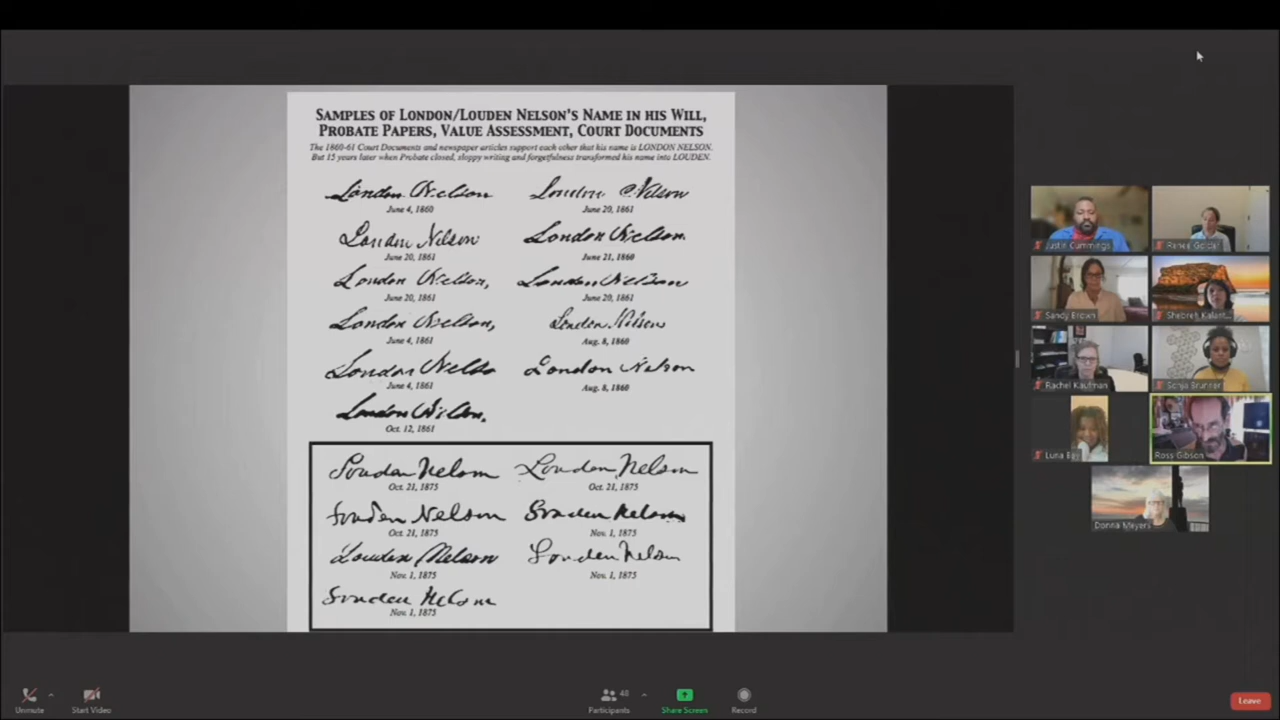 SAMPLES OF LONDON/LOUDEN NELSON'S NAME IN HIS WILL,
PROBATE PAPERS, VALUE ASSESSMENT, COURT DOCUMENTS
The 1860-61 Court Documents and newspaper articles support each other that his name is LONDON NELSON.
But 15 years later when Probate closed, sloppy writing and forgetfulness transformed his name into LOUDEN.
London Nelson London Nelson
June 4, 1860 June 20, 1861
London Nelson London Nelson
June 20, 1861 June 21, 1860
London Nelson, London Nelson
June 20, 1861 June 20, 1861
London Nelson, London Nelson
June 4, 1861 Aug. 8, 1860
London Nelso London Nelson
June 4, 1861 Aug. 8, 1860
London Nelson,
Oct. 12, 1861
Louden Nelson Louden Nelson
Oct. 21, 1875 Oct. 21, 1875
Louden Nelson Louden Nelson
Oct. 21, 1875 Nov. 1, 1875
Louden Nelson Louden Nelson
Nov. 1, 1875 Nov. 1, 1875
Louden Nelson
Nov. 1, 1875
Justin Cummings
Renee Golder
Sandy Brown
Shebreh Kalant...
Rachel Kaufman
Sonja Brunner
Luna Bey
Ross Gibson
Donna Meyers
Unmute
Start Video
48
Participants
Share Screen
Record
Leave